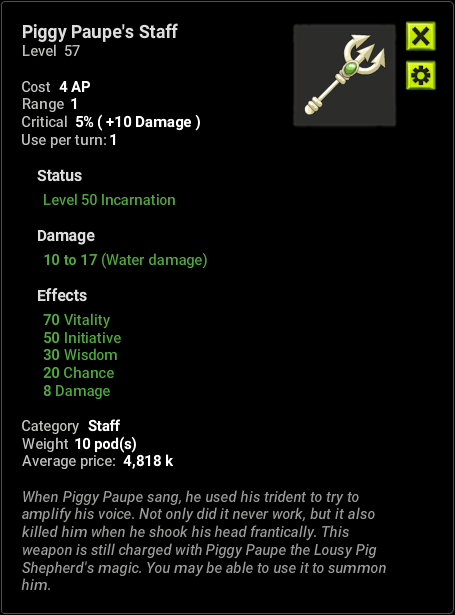 Piggy Paupe's Staff
Level 57
Cost 4 AP
Range 1
Critical 5% ( +10 Damage )
Use per turn: 1
Status
Level 50 Incarnation
Damage
10 to 17 (Water damage)
Effects
70 Vitality
50 Initiative
30 Wisdom
20 Chance
8 Damage
Category Staff
Weight 10 pod(s)
Average price: 4,818 k
When Piggy Paupe sang, he used his trident to try to
amplify his voice. Not only did it never work, but it also
killed him when he shook his head frantically. This
weapon is still charged with Piggy Paupe the Lousy Pig
Shepherd's magic. You may be able to use it to summon
him.